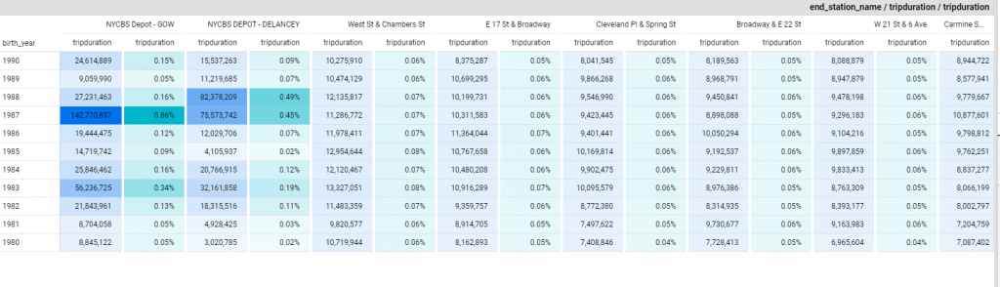 end_station_name / tripduration / tripduration
NYCBS Depot - GOW NYCBS DEPOT - DELANCEY West St & Chambers St E 17 St & Broadway Cleveland Pl & Spring St Broadway & E 22 St W 21 St & 6 Ave Carmine S...
birth_year tripduration tripduration tripduration tripduration tripduration tripduration tripduration tripduration tripduration tripduration tripduration tripduration tripduration tripduration tripduration
1990 24,614,889 0.15% 15,537,263 0.09% 10,275,910 0.06% 8,375,287 0.05% 8,041,545 0.05% 8,189,563 0.05% 8,088,879 0.05% 8,944,722
1989 9,059,990 0.05% 11,219,685 0.07% 10,474,129 0.06% 10,699,295 0.06% 9,866,268 0.06% 8,968,791 0.05% 8,947,879 0.05% 8,577,941
1988 27,231,463 0.16% 82,378,209 0.49% 12,135,817 0.07% 10,199,731 0.06% 9,546,990 0.06% 9,450,841 0.06% 9,478,198 0.06% 9,779,667
1987 142,770,837 0.86% 75,573,742 0.45% 11,286,772 0.07% 10,311,583 0.06% 9,423,445 0.06% 8,898,088 0.05% 9,296,183 0.06% 10,877,601
1986 19,444,475 0.12% 12,029,706 0.07% 11,978,411 0.07% 11,364,044 0.07% 9,401,441 0.06% 10,050,294 0.06% 9,104,216 0.05% 9,798,812
1985 14,719,742 0.09% 4,105,937 0.02% 12,954,644 0.08% 10,767,658 0.06% 10,169,814 0.06% 9,192,537 0.06% 9,897,859 0.06% 9,762,251
1984 25,846,462 0.16% 20,766,915 0.12% 12,120,467 0.07% 10,480,208 0.06% 9,902,475 0.06% 9,229,811 0.06% 9,833,413 0.06% 8,837,277
1983 56,236,725 0.34% 32,161,858 0.19% 13,327,051 0.08% 10,916,289 0.07% 10,095,579 0.06% 8,976,386 0.05% 8,763,309 0.05% 8,066,199
1982 21,843,961 0.13% 18,315,516 0.11% 11,483,359 0.07% 9,359,757 0.06% 8,772,380 0.05% 8,314,935 0.05% 8,393,177 0.05% 8,002,797
1981 8,704,058 0.05% 4,928,425 0.03% 9,820,577 0.06% 8,914,705 0.05% 7,497,622 0.05% 9,730,677 0.06% 9,163,983 0.06% 7,204,759
1980 8,845,122 0.05% 3,020,785 0.02% 10,719,944 0.06% 8,162,893 0.05% 7,408,846 0.04% 7,728,413 0.05% 6,965,604 0.04% 7,087,402